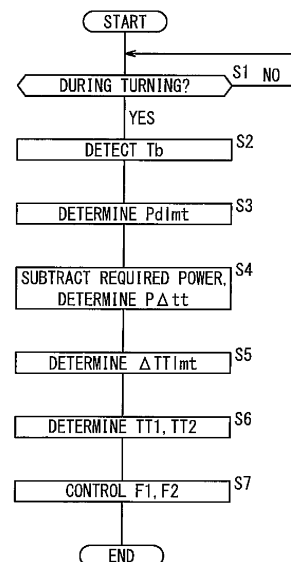 START
DURING TURNING?
S1 NO
YES
S2
DETECT Tb
S3
DETERMINE Pdlmt
S4
SUBTRACT REQUIRED POWER,
DETERMINE PΔtt
S5
DETERMINE ΔTTlmt
S6
DETERMINE TT1,TT2
S7
CONTROL F1,F2
END